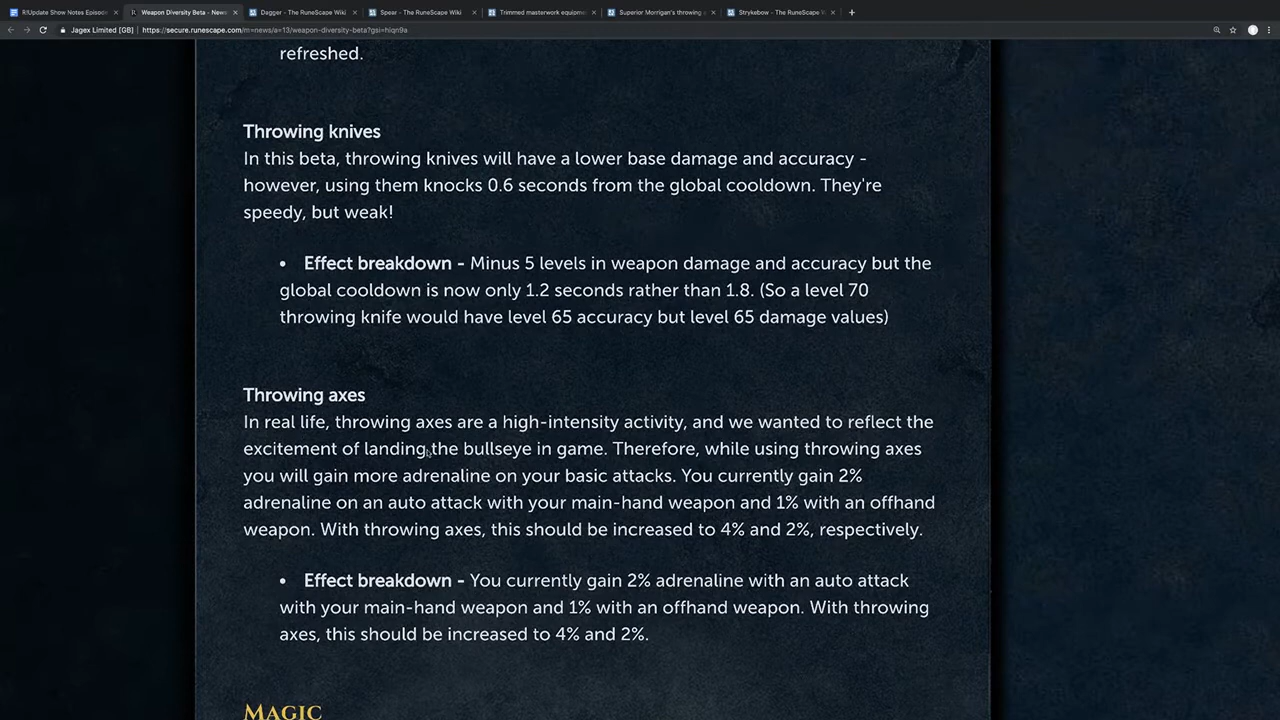 R!Update Show Notes Episode
Weapon Diversity Beta - News
Dagger - The RuneScape Wiki
Spear - The RuneScape Wiki
Trimmed masterwork equipm
Superior Morrigan's throwing a
Strykebow - The RuneScape W
Jagex Limited [GB] | https://secure.runescape.com/m=news/a=13/weapon-diversity-beta?gsi=hiqn9a
refreshed.
Throwing knives
In this beta, throwing knives will have a lower base damage and accuracy -
however, using them knocks 0.6 seconds from the global cooldown. They're
speedy, but weak!
• Effect breakdown - Minus 5 levels in weapon damage and accuracy but the
global cooldown is now only 1.2 seconds rather than 1.8. (So a level 70
throwing knife would have level 65 accuracy but level 65 damage values)
Throwing axes
In real life, throwing axes are a high-intensity activity, and we wanted to reflect the
excitement of landing the bullseye in game. Therefore, while using throwing axes
you will gain more adrenaline on your basic attacks. You currently gain 2%
adrenaline on an auto attack with your main-hand weapon and 1% with an offhand
weapon. With throwing axes, this should be increased to 4% and 2%, respectively.
• Effect breakdown - You currently gain 2% adrenaline with an auto attack
with your main-hand weapon and 1% with an offhand weapon. With throwing
axes, this should be increased to 4% and 2%.
MAGIC